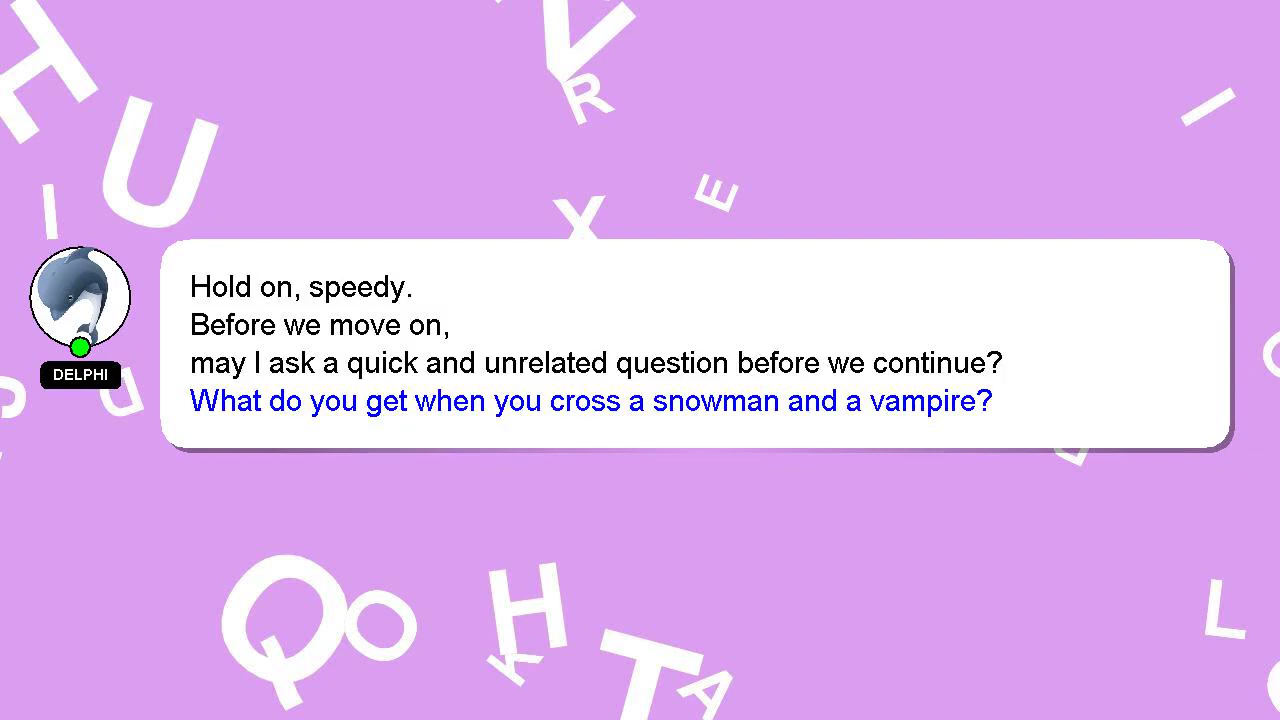 H
U
I
V
R
X
E
I
Hold on, speedy.
Before we move on,
may I ask a quick and unrelated question before we continue?
What do you get when you cross a snowman and a vampire?
DELPHI
D
Q
O
H
K
T
A
L